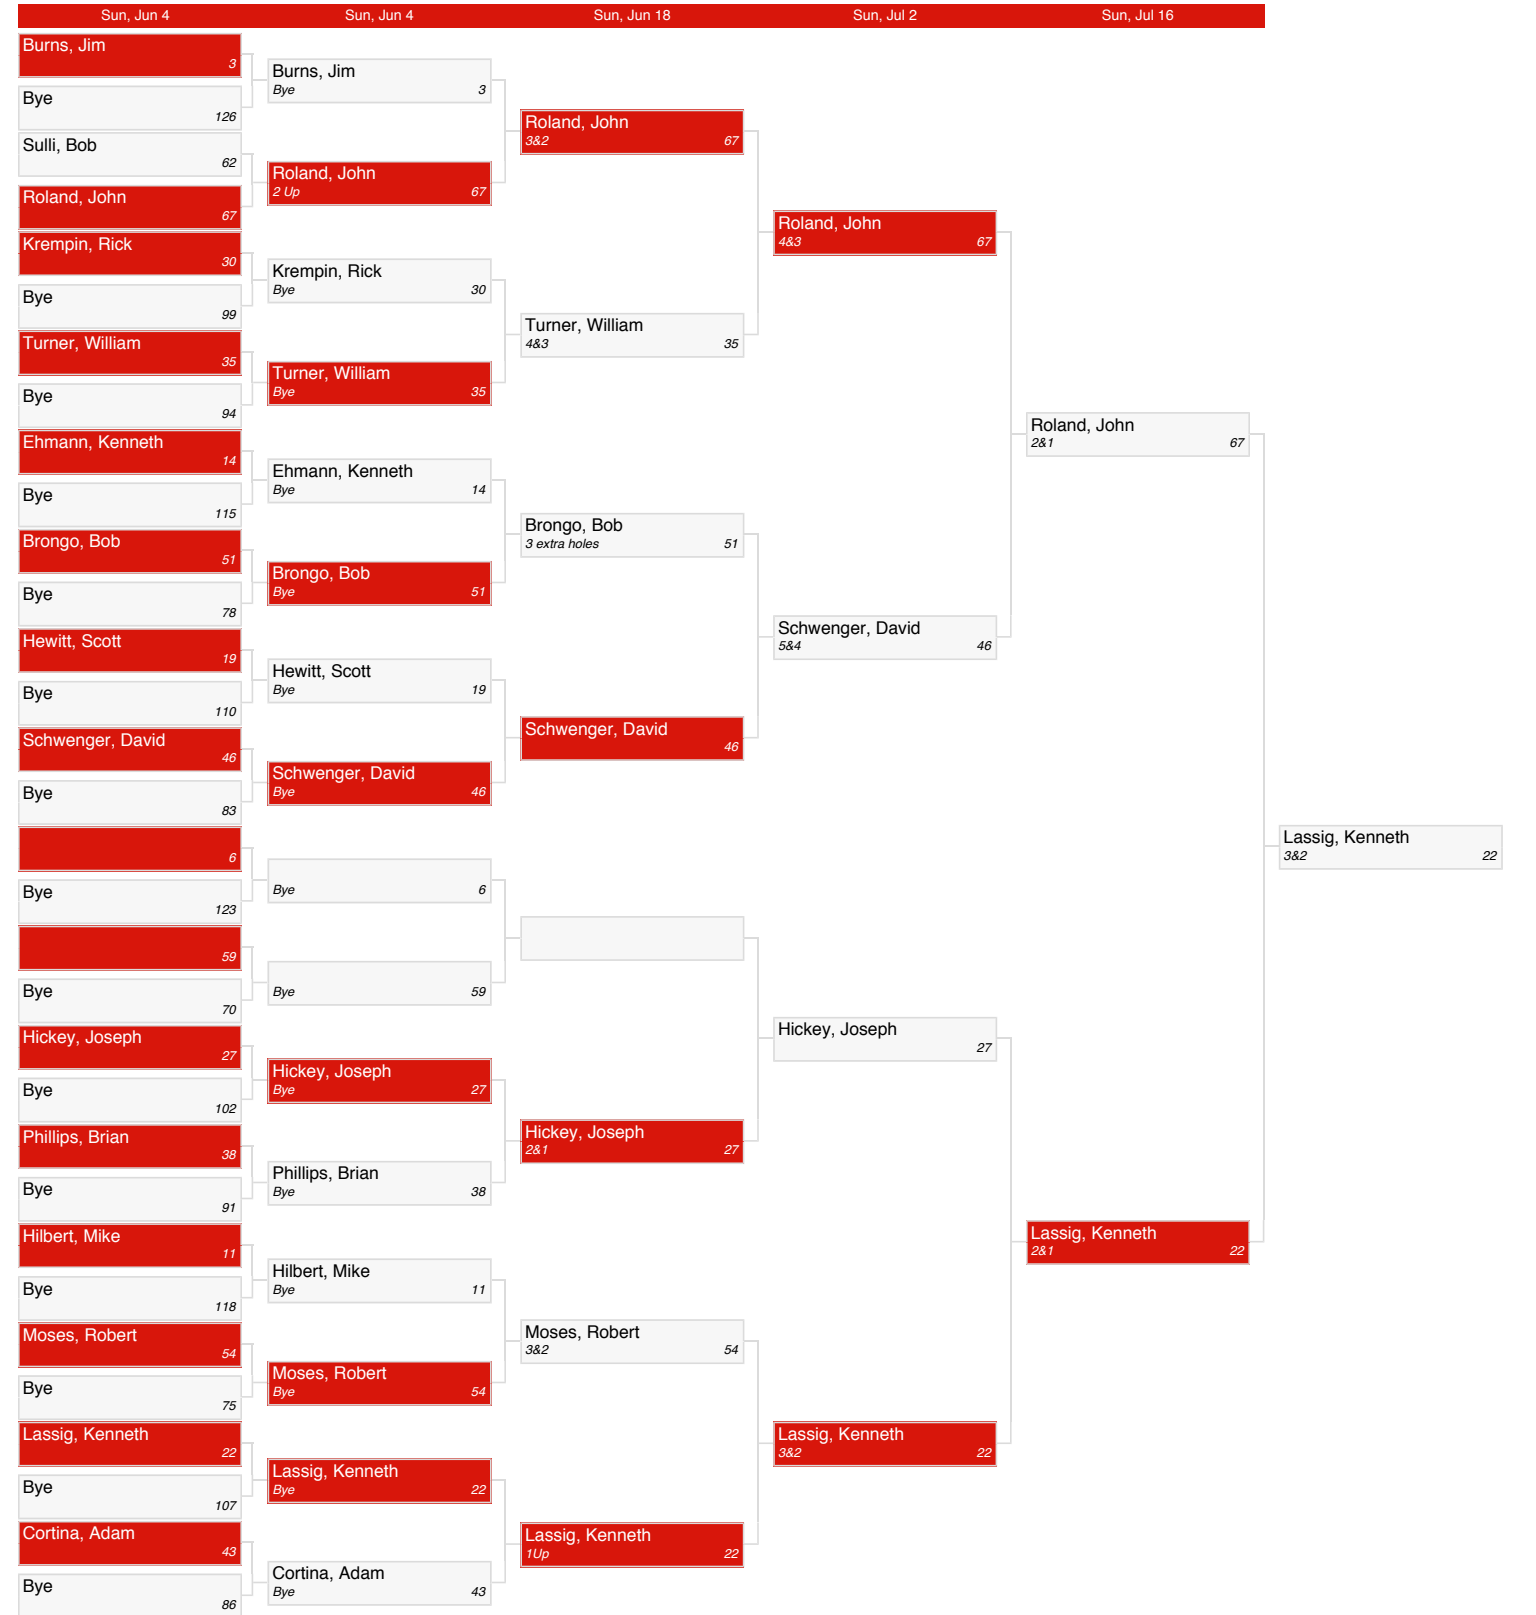 Sun, Jun 4
Sun, Jun 4
Sun, Jun 18
Sun, Jul 2
Sun, Jul 16
Burns, Jim
3
Bye
126
Sulli, Bob
62
Roland, John
67
Krempin, Rick
30
Bye
99
Turner, William
35
Bye
94
Ehmann, Kenneth
14
Bye
115
Brongo, Bob
51
Bye
78
Hewitt, Scott
19
Bye
110
Schwenger, David
46
Bye
83
6
Bye
123
59
Bye
70
Hickey, Joseph
27
Bye
102
Phillips, Brian
38
Bye
91
Hilbert, Mike
11
Bye
118
Moses, Robert
54
Bye
75
Lassig, Kenneth
22
Bye
107
Cortina, Adam
43
Bye
86
Burns, Jim
Bye 3
Roland, John
2 Up 67
Krempin, Rick
Bye 30
Turner, William
Bye 35
Ehmann, Kenneth
Bye 14
Brongo, Bob
Bye 51
Hewitt, Scott
Bye 19
Schwenger, David
Bye 46
Bye 6
Bye 59
Hickey, Joseph
Bye 27
Phillips, Brian
Bye 38
Hilbert, Mike
Bye 11
Moses, Robert
Bye 54
Lassig, Kenneth
Bye 22
Cortina, Adam
Bye 43
Roland, John
3&2 67
Turner, William
4&3 35
Brongo, Bob
3 extra holes 51
Schwenger, David
46
Hickey, Joseph
2&1 27
Moses, Robert
3&2 54
Lassig, Kenneth
1Up 22
Roland, John
4&3 67
Schwenger, David
5&4 46
Hickey, Joseph
27
Lassig, Kenneth
3&2 22
Roland, John
2&1 67
Lassig, Kenneth
2&1 22
Lassig, Kenneth
3&2 22